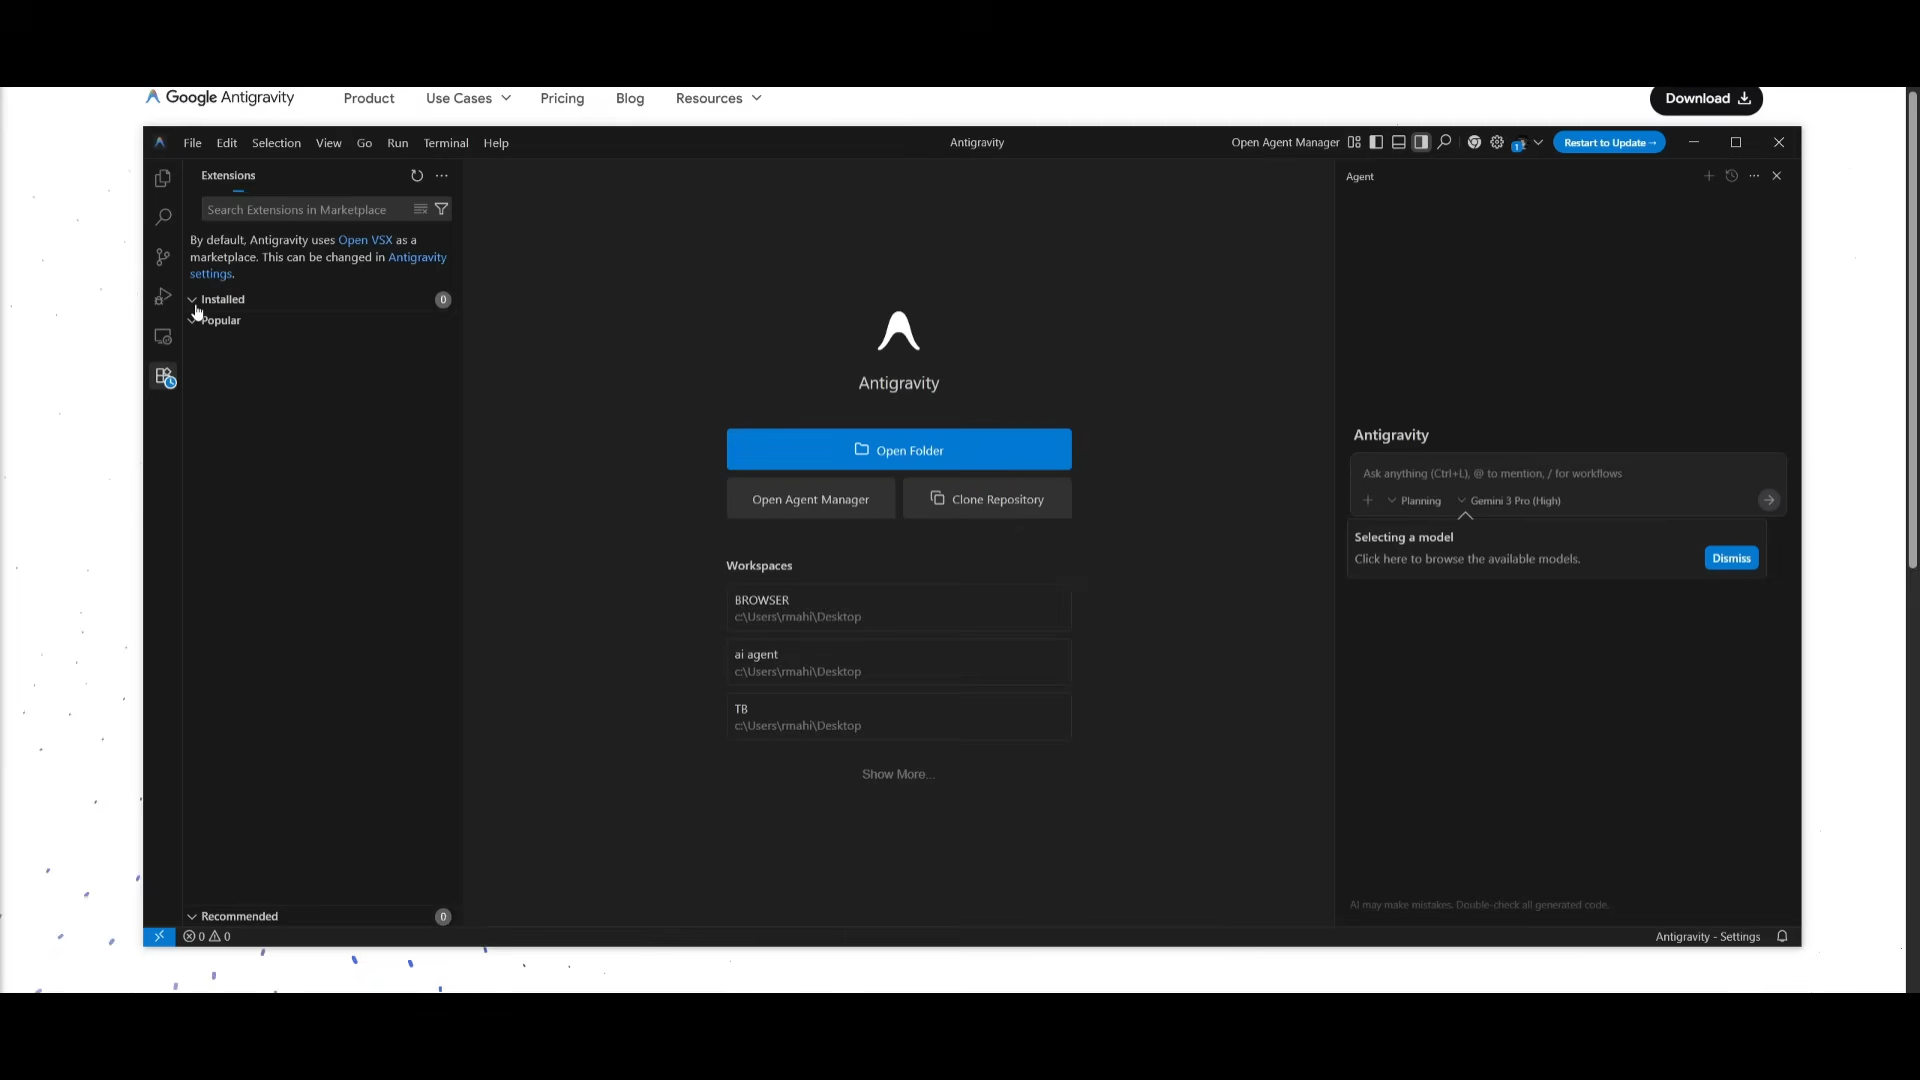 Google Antigravity
Product
Use Cases
Pricing
Blog
Resources
Download
File
Edit
Selection
View
Go
Run
Terminal
Help
Antigravity
Open Agent Manager
1
Restart to Update→
Extensions
Search Extensions in Marketplace
By default, Antigravity uses Open VSX as a
marketplace. This can be changed in Antigravity
settings.
Installed
0
Popular
Recommended
0
Antigravity
Open Folder
Open Agent Manager
Clone Repository
Workspaces
BROWSER
c:\Users\rmahi\Desktop
ai agent
c:\Users\rmahi\Desktop
TB
c:\Users\rmahi\Desktop
Show More...
Agent
Antigravity
Ask anything (Ctrl+L), @ to mention, / for workflows
Planning
Gemini 3 Pro (High)
Selecting a model
Click here to browse the available models.
Dismiss
AI may make mistakes. Double-check all generated code.
0 0
Antigravity - Settings